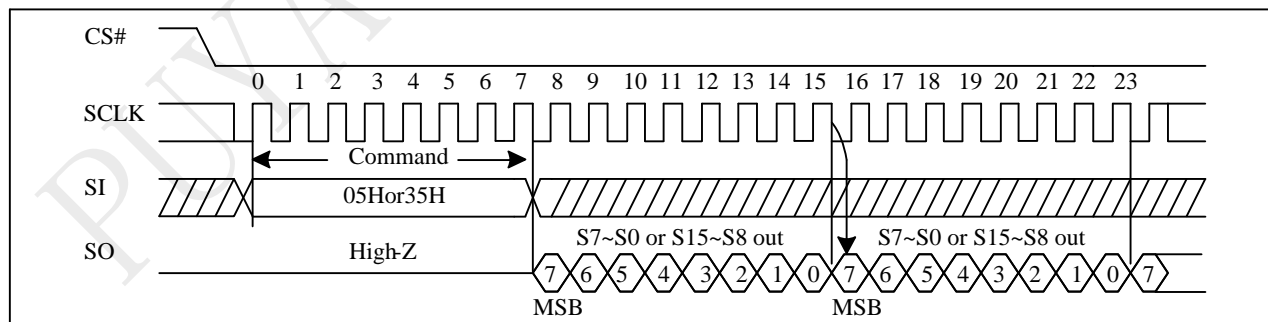 PUYA
CS#
0 1 2 3 4 5 6 7 8 9 10 11 12 13 14 15 16 17 18 19 20 21 22 23
SCLK
Command
SI
05Hor35H
S7~S0 or S15~S8 out S7~S0 or S15~S8 out
SO
High-Z
7 6 5 4 3 2 1 0 7 6 5 4 3 2 1 0 7
MSB MSB